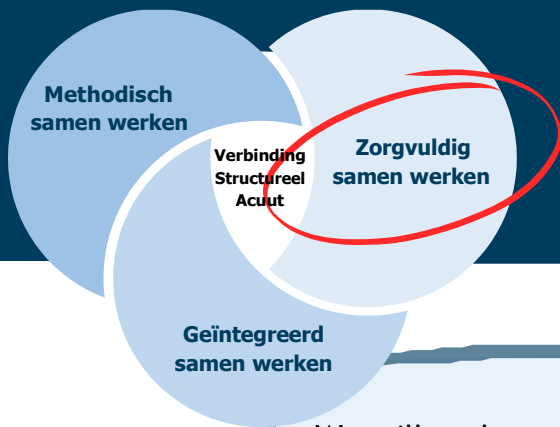 Methodisch
samen werken
Verbinding
Structureel
Acuut
Zorgvuldig
samen werken
Geïntegreerd
samen werken